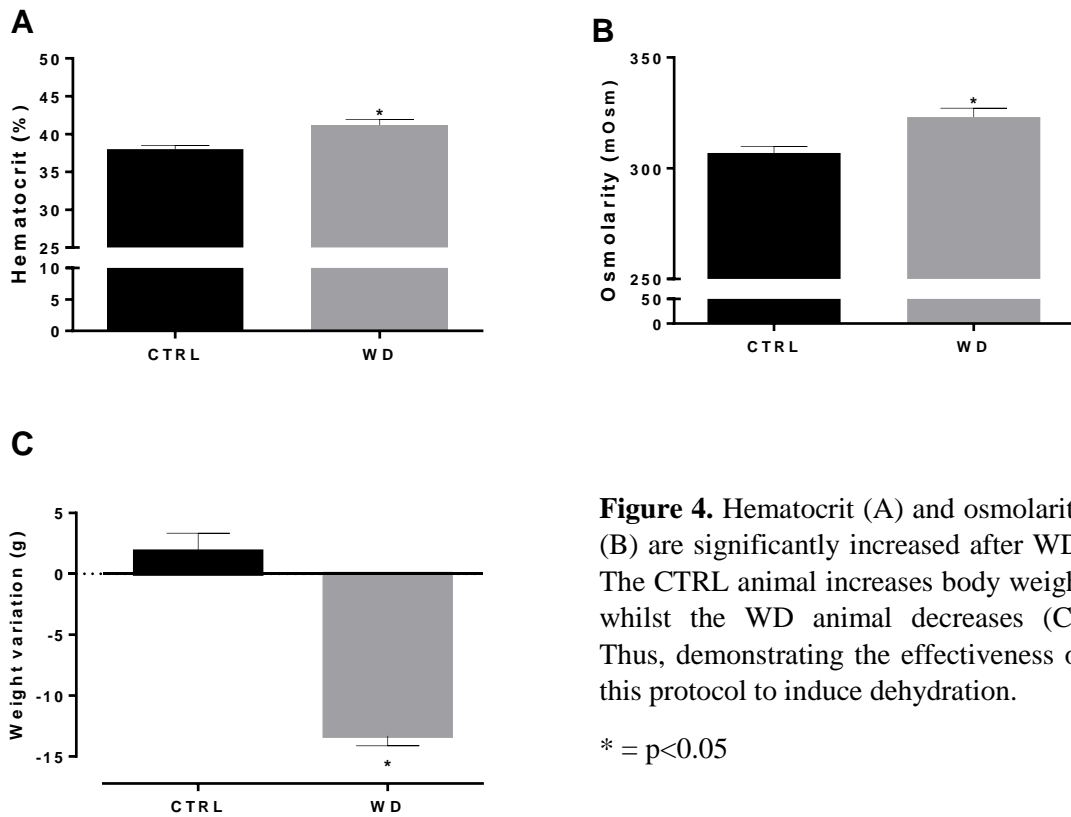 A
Hematocrit (%)
50
45
40
35
30
25
10
5
0
*
CTRL WD
B
Osmolarity (mOsm)
350
300
250
50
0
*
CTRL WD
C
Weight variation (g)
5
0
-5
-10
-15
*
CTRL WD
Figure 4. Hematocrit (A) and osmolarit
(B) are significantly increased after WD
The CTRL animal increases body weigh
whilst the WD animal decreases (C
Thus, demonstrating the effectiveness o
this protocol to induce dehydration.
* = p<0.05